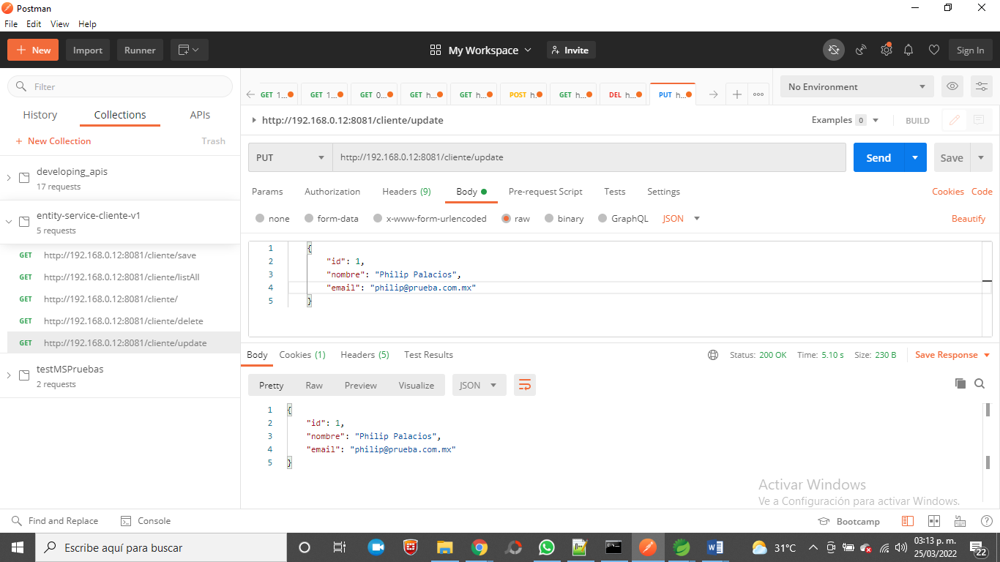 Postman
File Edit View Help
+ New Import Runner My Workspace Invite Sign In
Filter
History Collections APIs
+ New Collection Trash
developing_apis
17 requests
entity-service-cliente-v1
5 requests
GET http://192.168.0.12:8081/cliente/save
GET http://192.168.0.12:8081/cliente/listAll
GET http://192.168.0.12:8081/cliente/
GET http://192.168.0.12:8081/cliente/delete
GET http://192.168.0.12:8081/cliente/update
testMSPruebas
2 requests
GET 1... GET 1... GET 0... GET h... GET h... POST h... GET h... DEL h... PUT h... No Environment
http://192.168.0.12:8081/cliente/update Examples 0 BUILD
PUT http://192.168.0.12:8081/cliente/update Send Save
Params Authorization Headers (9) Body Pre-request Script Tests Settings Cookies Code
none form-data x-www-form-urlencoded raw binary GraphQL JSON Beautify
1 {
2 "id": 1,
3 "nombre": "Philip Palacios",
4 "email": "philip@prueba.com.mx"
5 }
Body Cookies (1) Headers (5) Test Results Status: 200 OK Time: 5.10 s Size: 230 B Save Response
Pretty Raw Preview Visualize JSON
1 {
2 "id": 1,
3 "nombre": "Philip Palacios",
4 "email": "philip@prueba.com.mx"
5 }
Activar Windows
Ve a Configuración para activar Windows.
Find and Replace Console Bootcamp
Escribe aquí para buscar 31°C 03:13 p. m.
25/03/2022 22